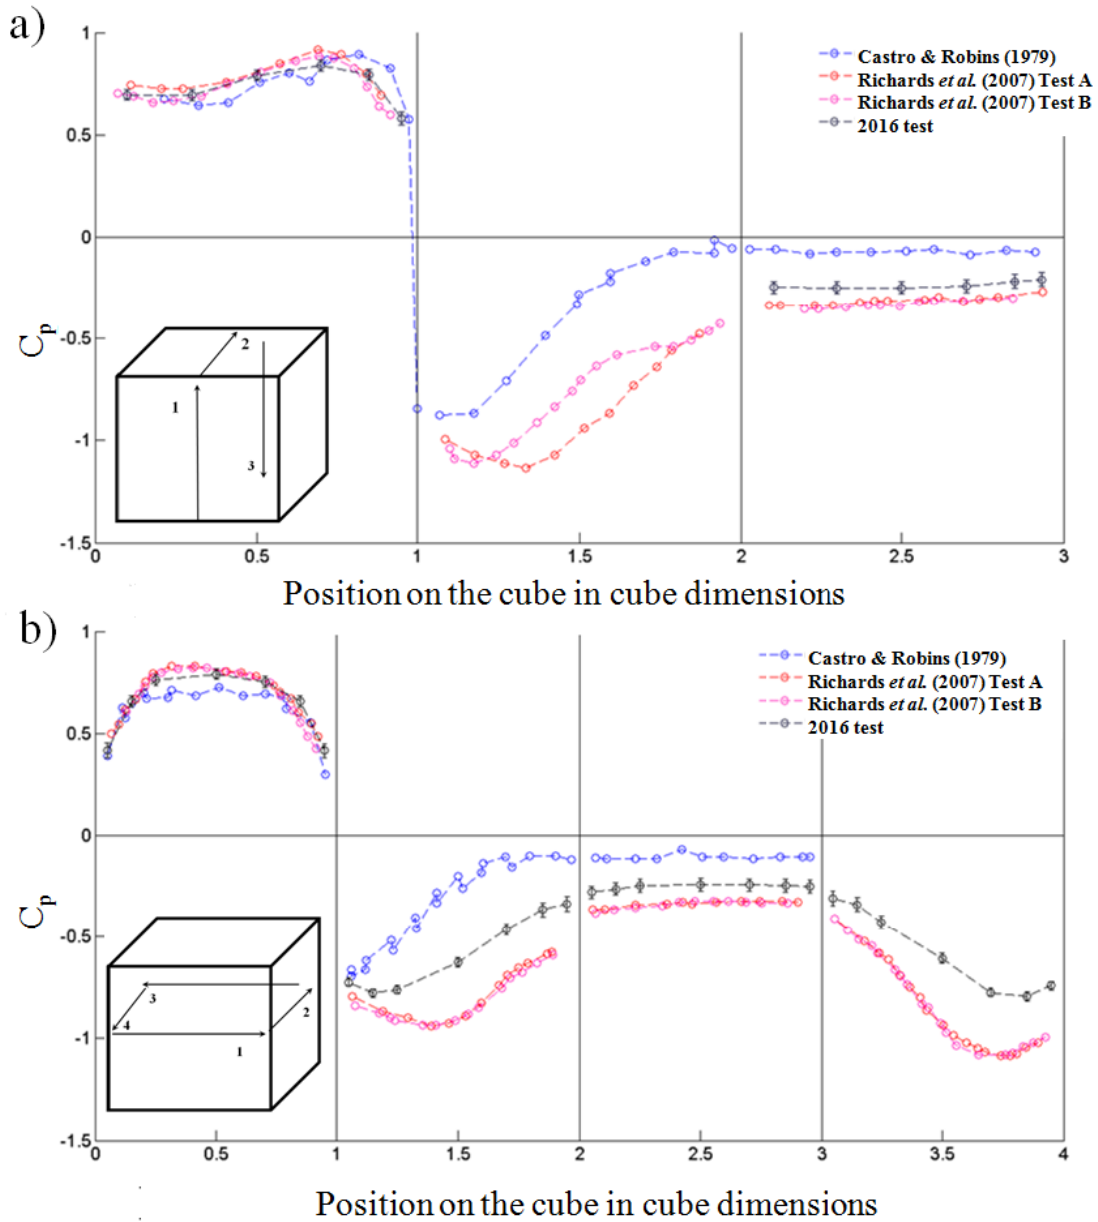 a)
1
0.5
0
-0.5
-1
-1.5
C_p
Castro & Robins (1979)
Richards et al. (2007) Test A
Richards et al. (2007) Test B
2016 test
1
2
3
0
0.5
1
1.5
2
2.5
3
Position on the cube in cube dimensions
b)
1
0.5
0
-0.5
-1
-1.5
C_p
Castro & Robins (1979)
Richards et al. (2007) Test A
Richards et al. (2007) Test B
2016 test
3
2
4
1
0
0.5
1
1.5
2
2.5
3
3.5
4
Position on the cube in cube dimensions